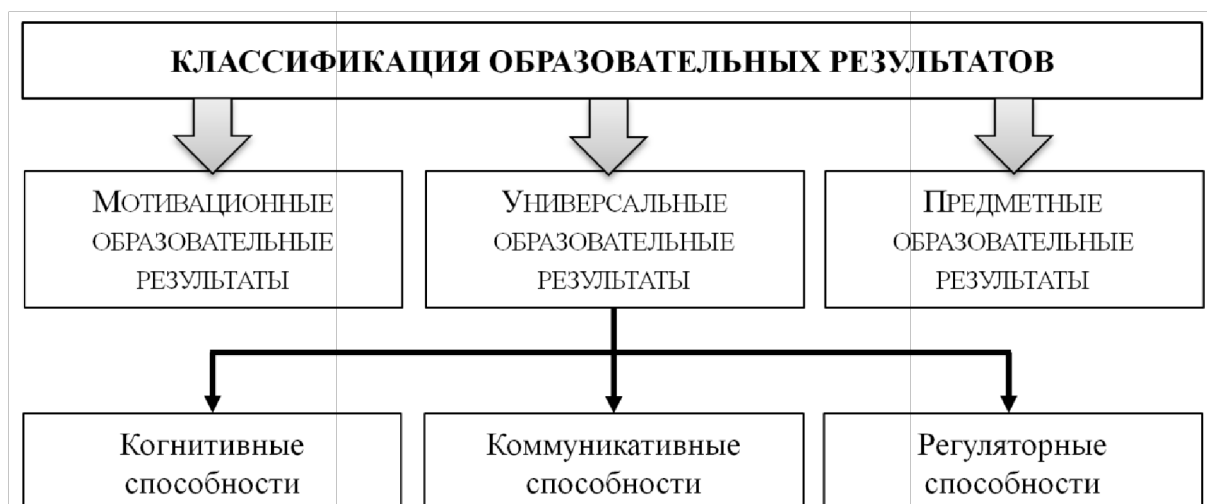 КЛАССИФИКАЦИЯ ОБРАЗОВАТЕЛЬНЫХ РЕЗУЛЬТАТОВ
МОТИВАЦИОННЫЕ
ОБРАЗОВАТЕЛЬНЫЕ
РЕЗУЛЬТАТЫ
УНИВЕРСАЛЬНЫЕ
ОБРАЗОВАТЕЛЬНЫЕ
РЕЗУЛЬТАТЫ
ПРЕДМЕТНЫЕ
ОБРАЗОВАТЕЛЬНЫЕ
РЕЗУЛЬТАТЫ
Когнитивные
способности
Коммуникативные
способности
Регуляторные
способности